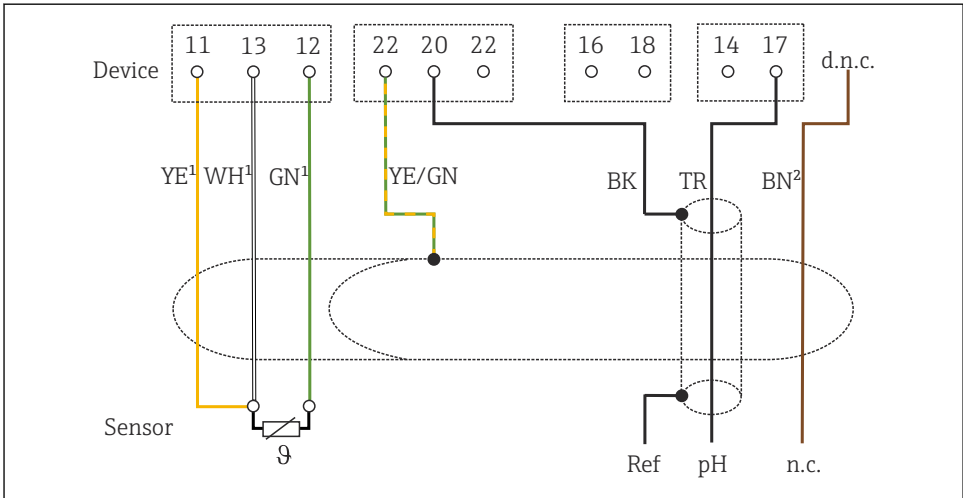 11 13 12 22 20 22 16 18 14 17
Device d.n.c.
YE¹ WH¹ GN¹ YE/GN BK TR BN²
Sensor
ϑ Ref pH n.c.